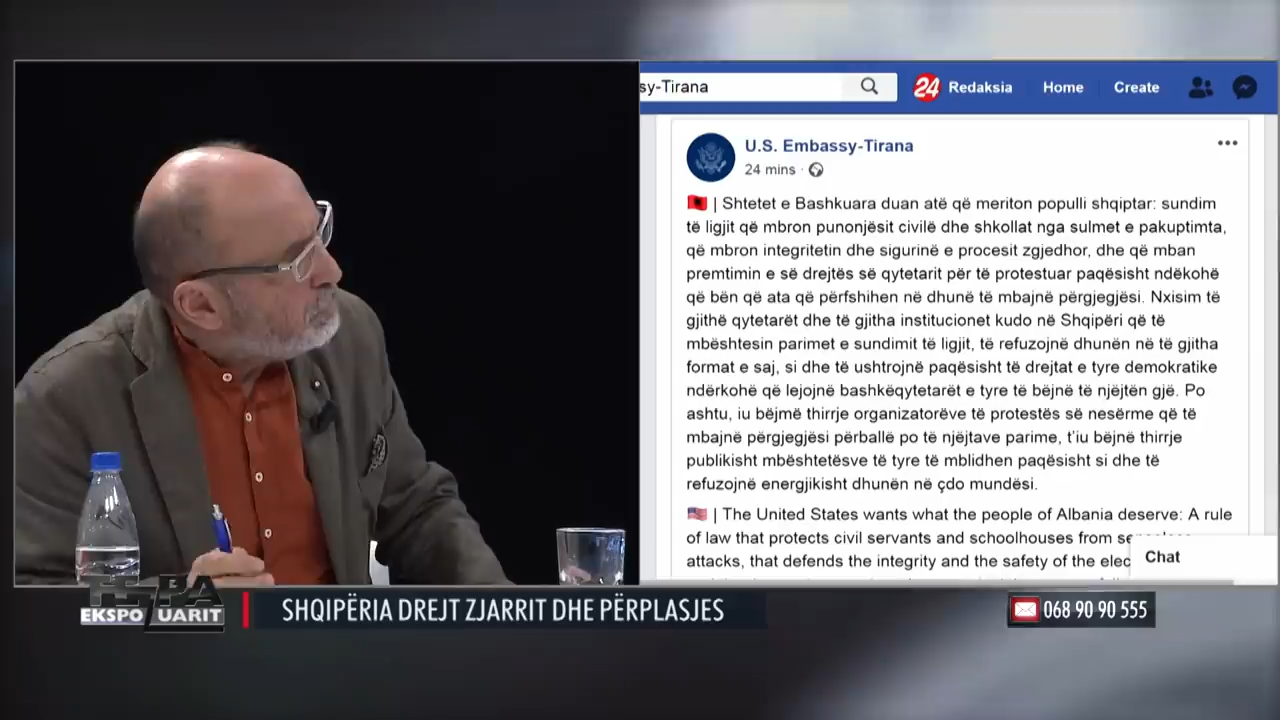 sy-Tirana
24 Redaksia Home Create
U.S. Embassy-Tirana
24 mins ·
| Shtetet e Bashkuara duan atë që meriton populli shqiptar: sundim
të ligjit që mbron punonjësit civilë dhe shkollat nga sulmet e pakuptimta,
që mbron integritetin dhe sigurinë e procesit zgjedhor, dhe që mban
premtimin e së drejtës së qytetarit për të protestuar paqësisht ndëkohë
që bën që ata që përfshihen në dhunë të mbajnë përgjegjësi. Nxisim të
gjithë qytetarët dhe të gjitha institucionet kudo në Shqipëri që të
mbështesin parimet e sundimit të ligjit, të refuzojnë dhunën në të gjitha
format e saj, si dhe të ushtrojnë paqësisht të drejtat e tyre demokratike
ndërkohë që lejojnë bashkëqytetarët e tyre të bëjnë të njëjtën gjë. Po
ashtu, iu bëjmë thirrje organizatorëve të protestës së nesërme që të
mbajnë përgjegjësi përballë po të njëjtave parime, t'iu bëjnë thirrje
publikisht mbështetësve të tyre të mblidhen paqësisht si dhe të
refuzojnë energjikisht dhunën në çdo mundësi.
| The United States wants what the people of Albania deserve: A rule
of law that protects civil servants and schoolhouses from
attacks, that defends the integrity and the safety of the elec
Chat
EKSPO UARIT
SHQIPËRIA DREJT ZJARRIT DHE PËRPLASJES
068 90 90 555